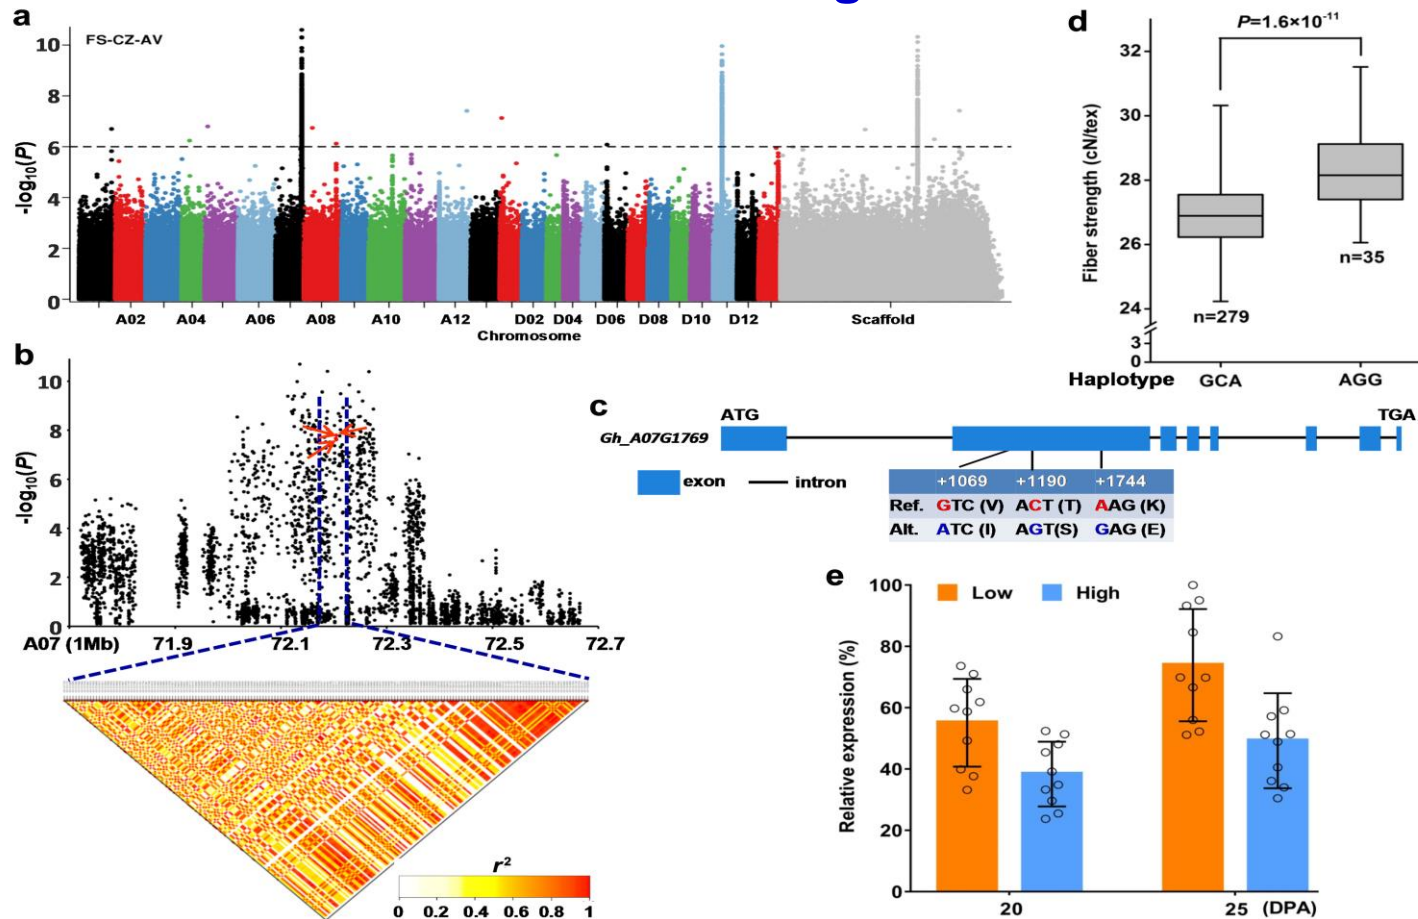 a
FS-CZ-AV
-log10(P)
10
8
6
4
2
0
A02 A04 A06 A08 A10 A12 D02 D04 D06 D08 D10 D12 Scaffold
Chromosome
b
-log10(P)
10
8
6
4
2
0
A07 (1Mb) 71.9 72.1 72.3 72.5 72.7
r2
0 0.2 0.4 0.6 0.8 1
c
ATG TGA
Gh_A07G1769
exon intron
+1069 +1190 +1744
Ref. GTC (V) ACT (T) AAG (K)
Alt. ATC (I) AGT(S) GAG (E)
d
P=1.6×10-11
Fiber strength (cN/tex)
32
30
28
26
24
3
0
n=279
n=35
Haplotype GCA AGG
e
Low High
Relative expression (%)
100
80
60
40
20
0
20 25 (DPA)